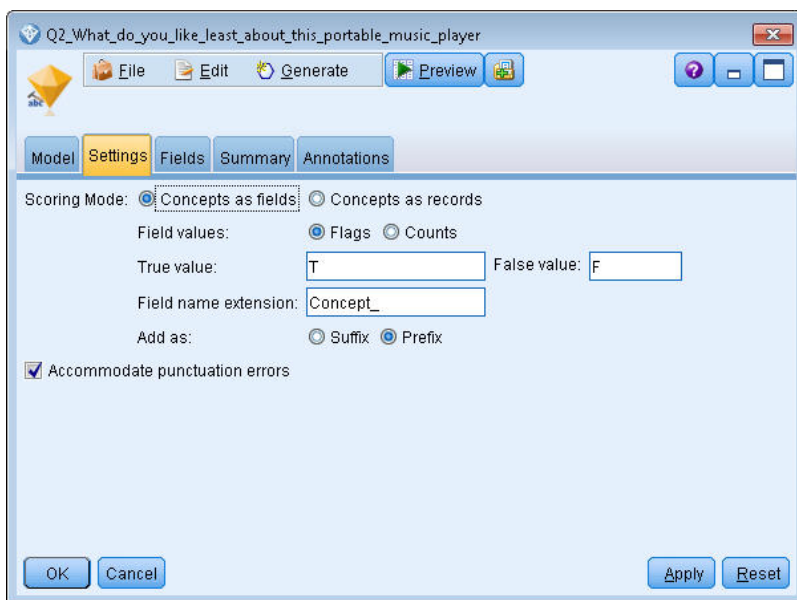 Q2_What_do_you_like_least_about_this_portable_music_player
File Edit Generate Preview
abc
Model Settings Fields Summary Annotations
Scoring Mode: Concepts as fields Concepts as records
Field values: Flags Counts
True value: T False value: F
Field name extension: Concept_
Add as: Suffix Prefix
Accommodate punctuation errors
OK Cancel Apply Reset